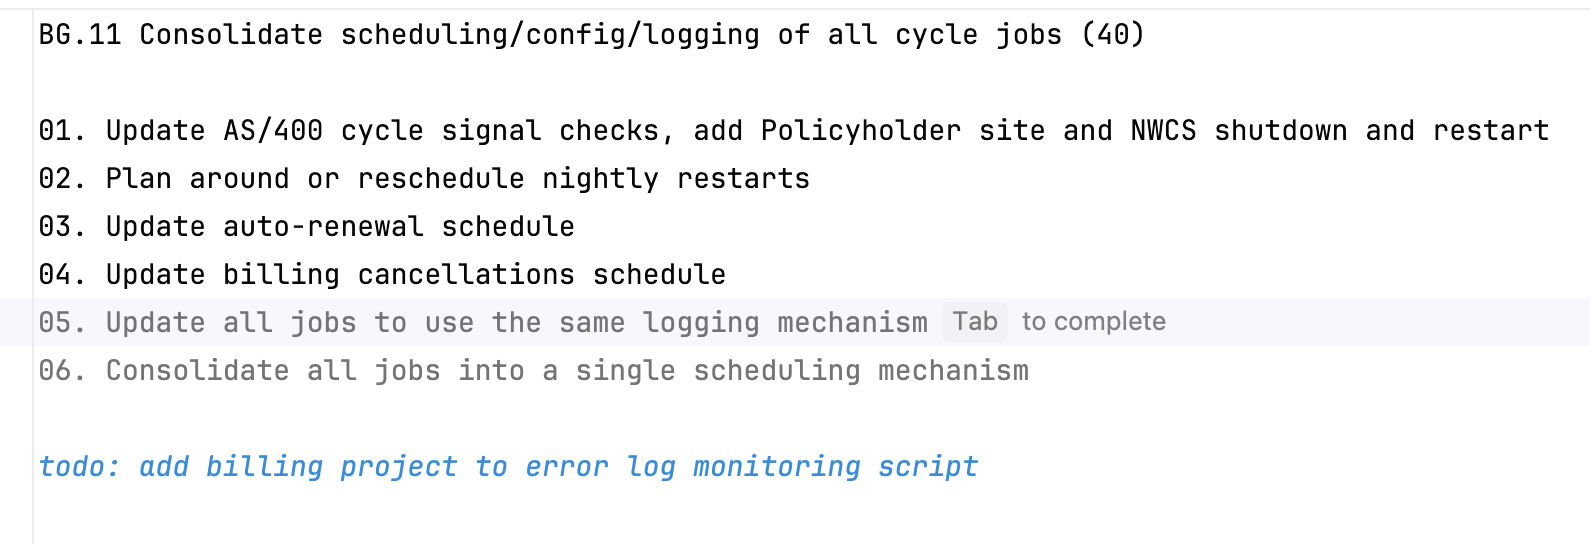 BG.11 Consolidate scheduling/config/logging of all cycle jobs (40)
01. Update AS/400 cycle signal checks, add Policyholder site and NWCS shutdown and restart
02. Plan around or reschedule nightly restarts
03. Update auto-renewal schedule
04. Update billing cancellations schedule
05. Update all jobs to use the same logging mechanism Tab to complete
06. Consolidate all jobs into a single scheduling mechanism
todo: add billing project to error log monitoring script